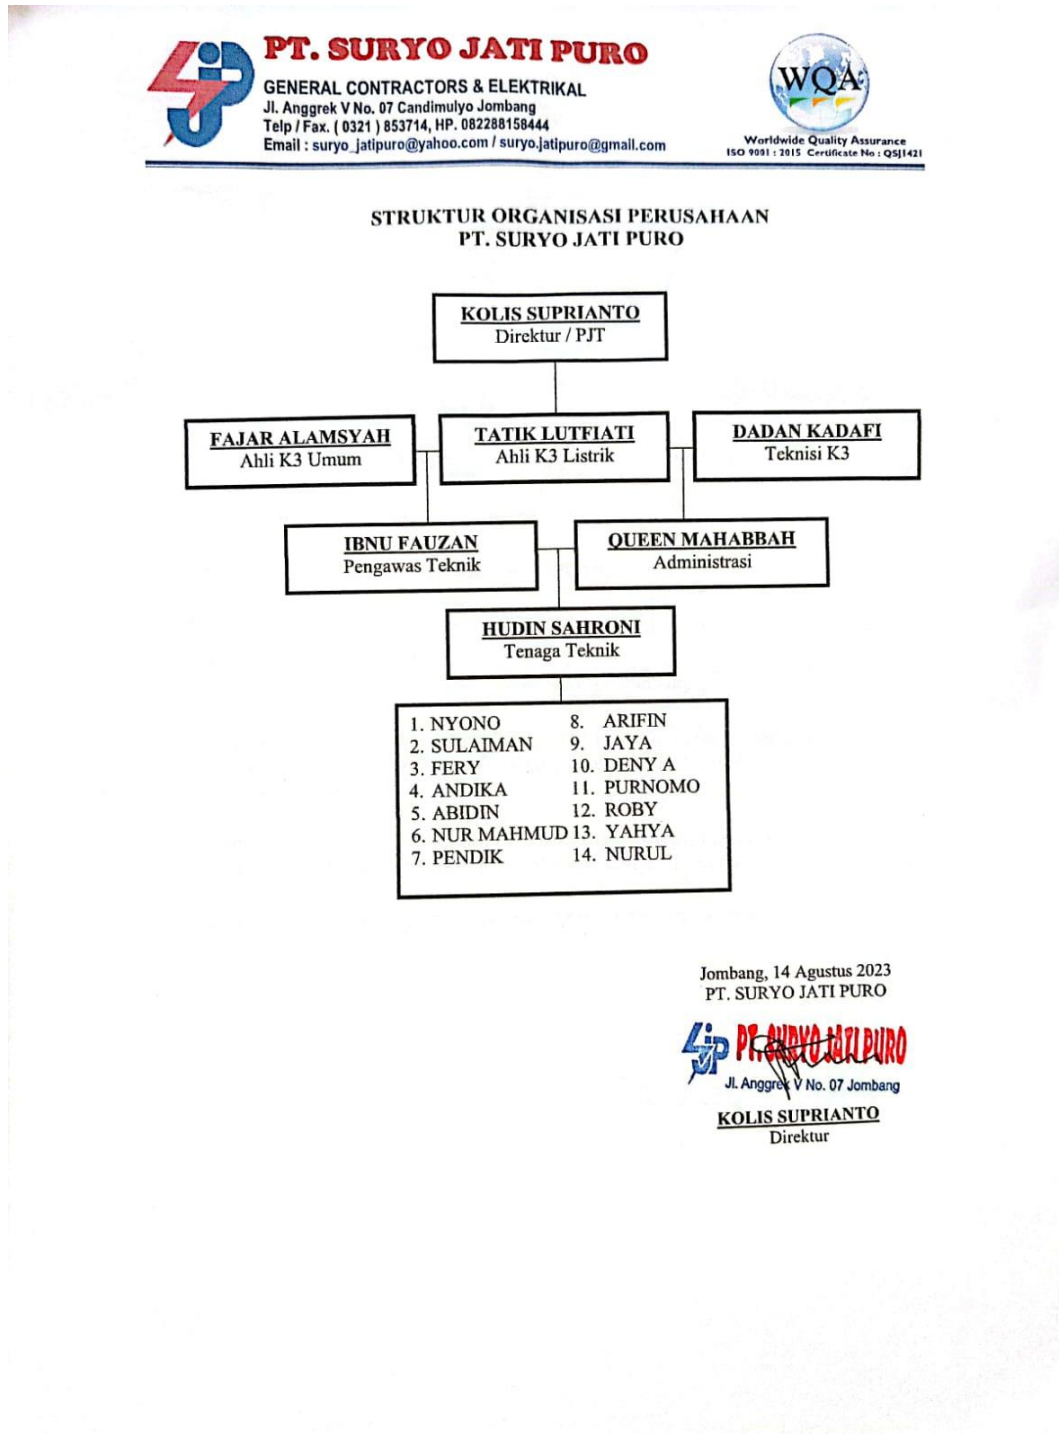 PT. SURYO JATI PURO
GENERAL CONTRACTORS & ELEKTRIKAL
Jl. Anggrek V No. 07 Candimulyo Jombang
Telp / Fax. ( 0321 ) 853714, HP. 082288158444
Email : suryo_jatipuro@yahoo.com / suryo.jatipuro@gmail.com
WQA
Worldwide Quality Assurance
ISO 9001 : 2015 Certificate No : QSJ1421
STRUKTUR ORGANISASI PERUSAHAAN
PT. SURYO JATI PURO
KOLIS SUPRIANTO
Direktur / PJT
FAJAR ALAMSYAH
Ahli K3 Umum
TATIK LUTFIATI
Ahli K3 Listrik
DADAN KADAFI
Teknisi K3
IBNU FAUZAN
Pengawas Teknik
QUEEN MAHABBAH
Administrasi
HUDIN SAHRONI
Tenaga Teknik
1. NYONO
2. SULAIMAN
3. FERY
4. ANDIKA
5. ABIDIN
6. NUR MAHMUD
7. PENDIK
8. ARIFIN
9. JAYA
10. DENY A
11. PURNOMO
12. ROBY
13. YAHYA
14. NURUL
Jombang, 14 Agustus 2023
PT. SURYO JATI PURO
PT. SURYO JATI PURO
Jl. Anggrek V No. 07 Jombang
KOLIS SUPRIANTO
Direktur